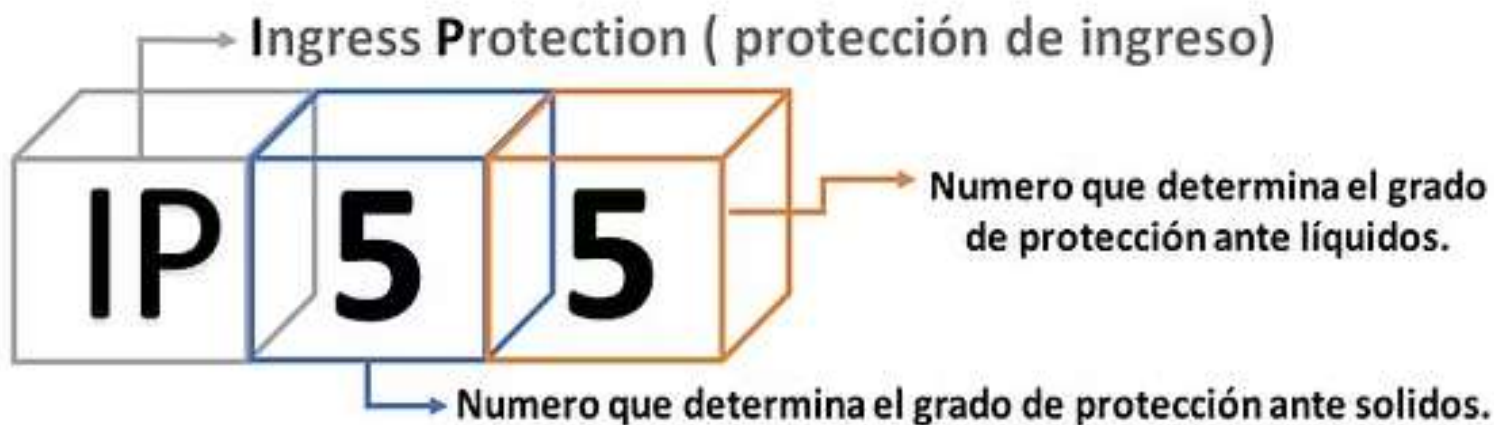 Ingress Protection ( protección de ingreso)
IP 5 5
Numero que determina el grado
de protección ante líquidos.
Numero que determina el grado de protección ante solidos.